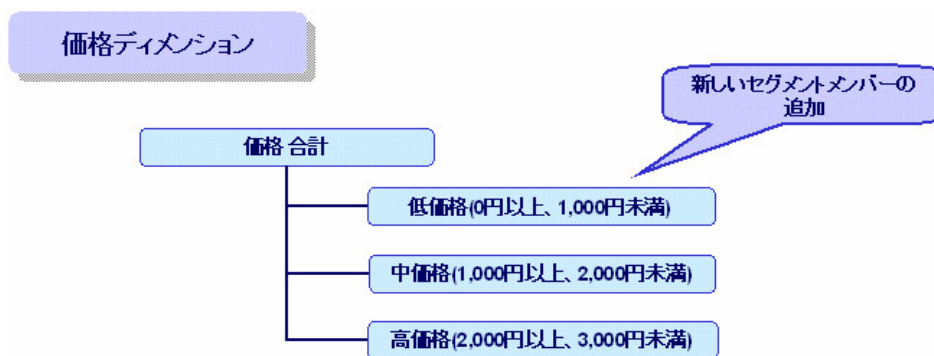 価格ディメンション
新しいセグメントメンバーの
追加
価格 合計
低価格(0円以上、1,000円未満)
中価格(1,000円以上、2,000円未満)
高価格(2,000円以上、3,000円未満)